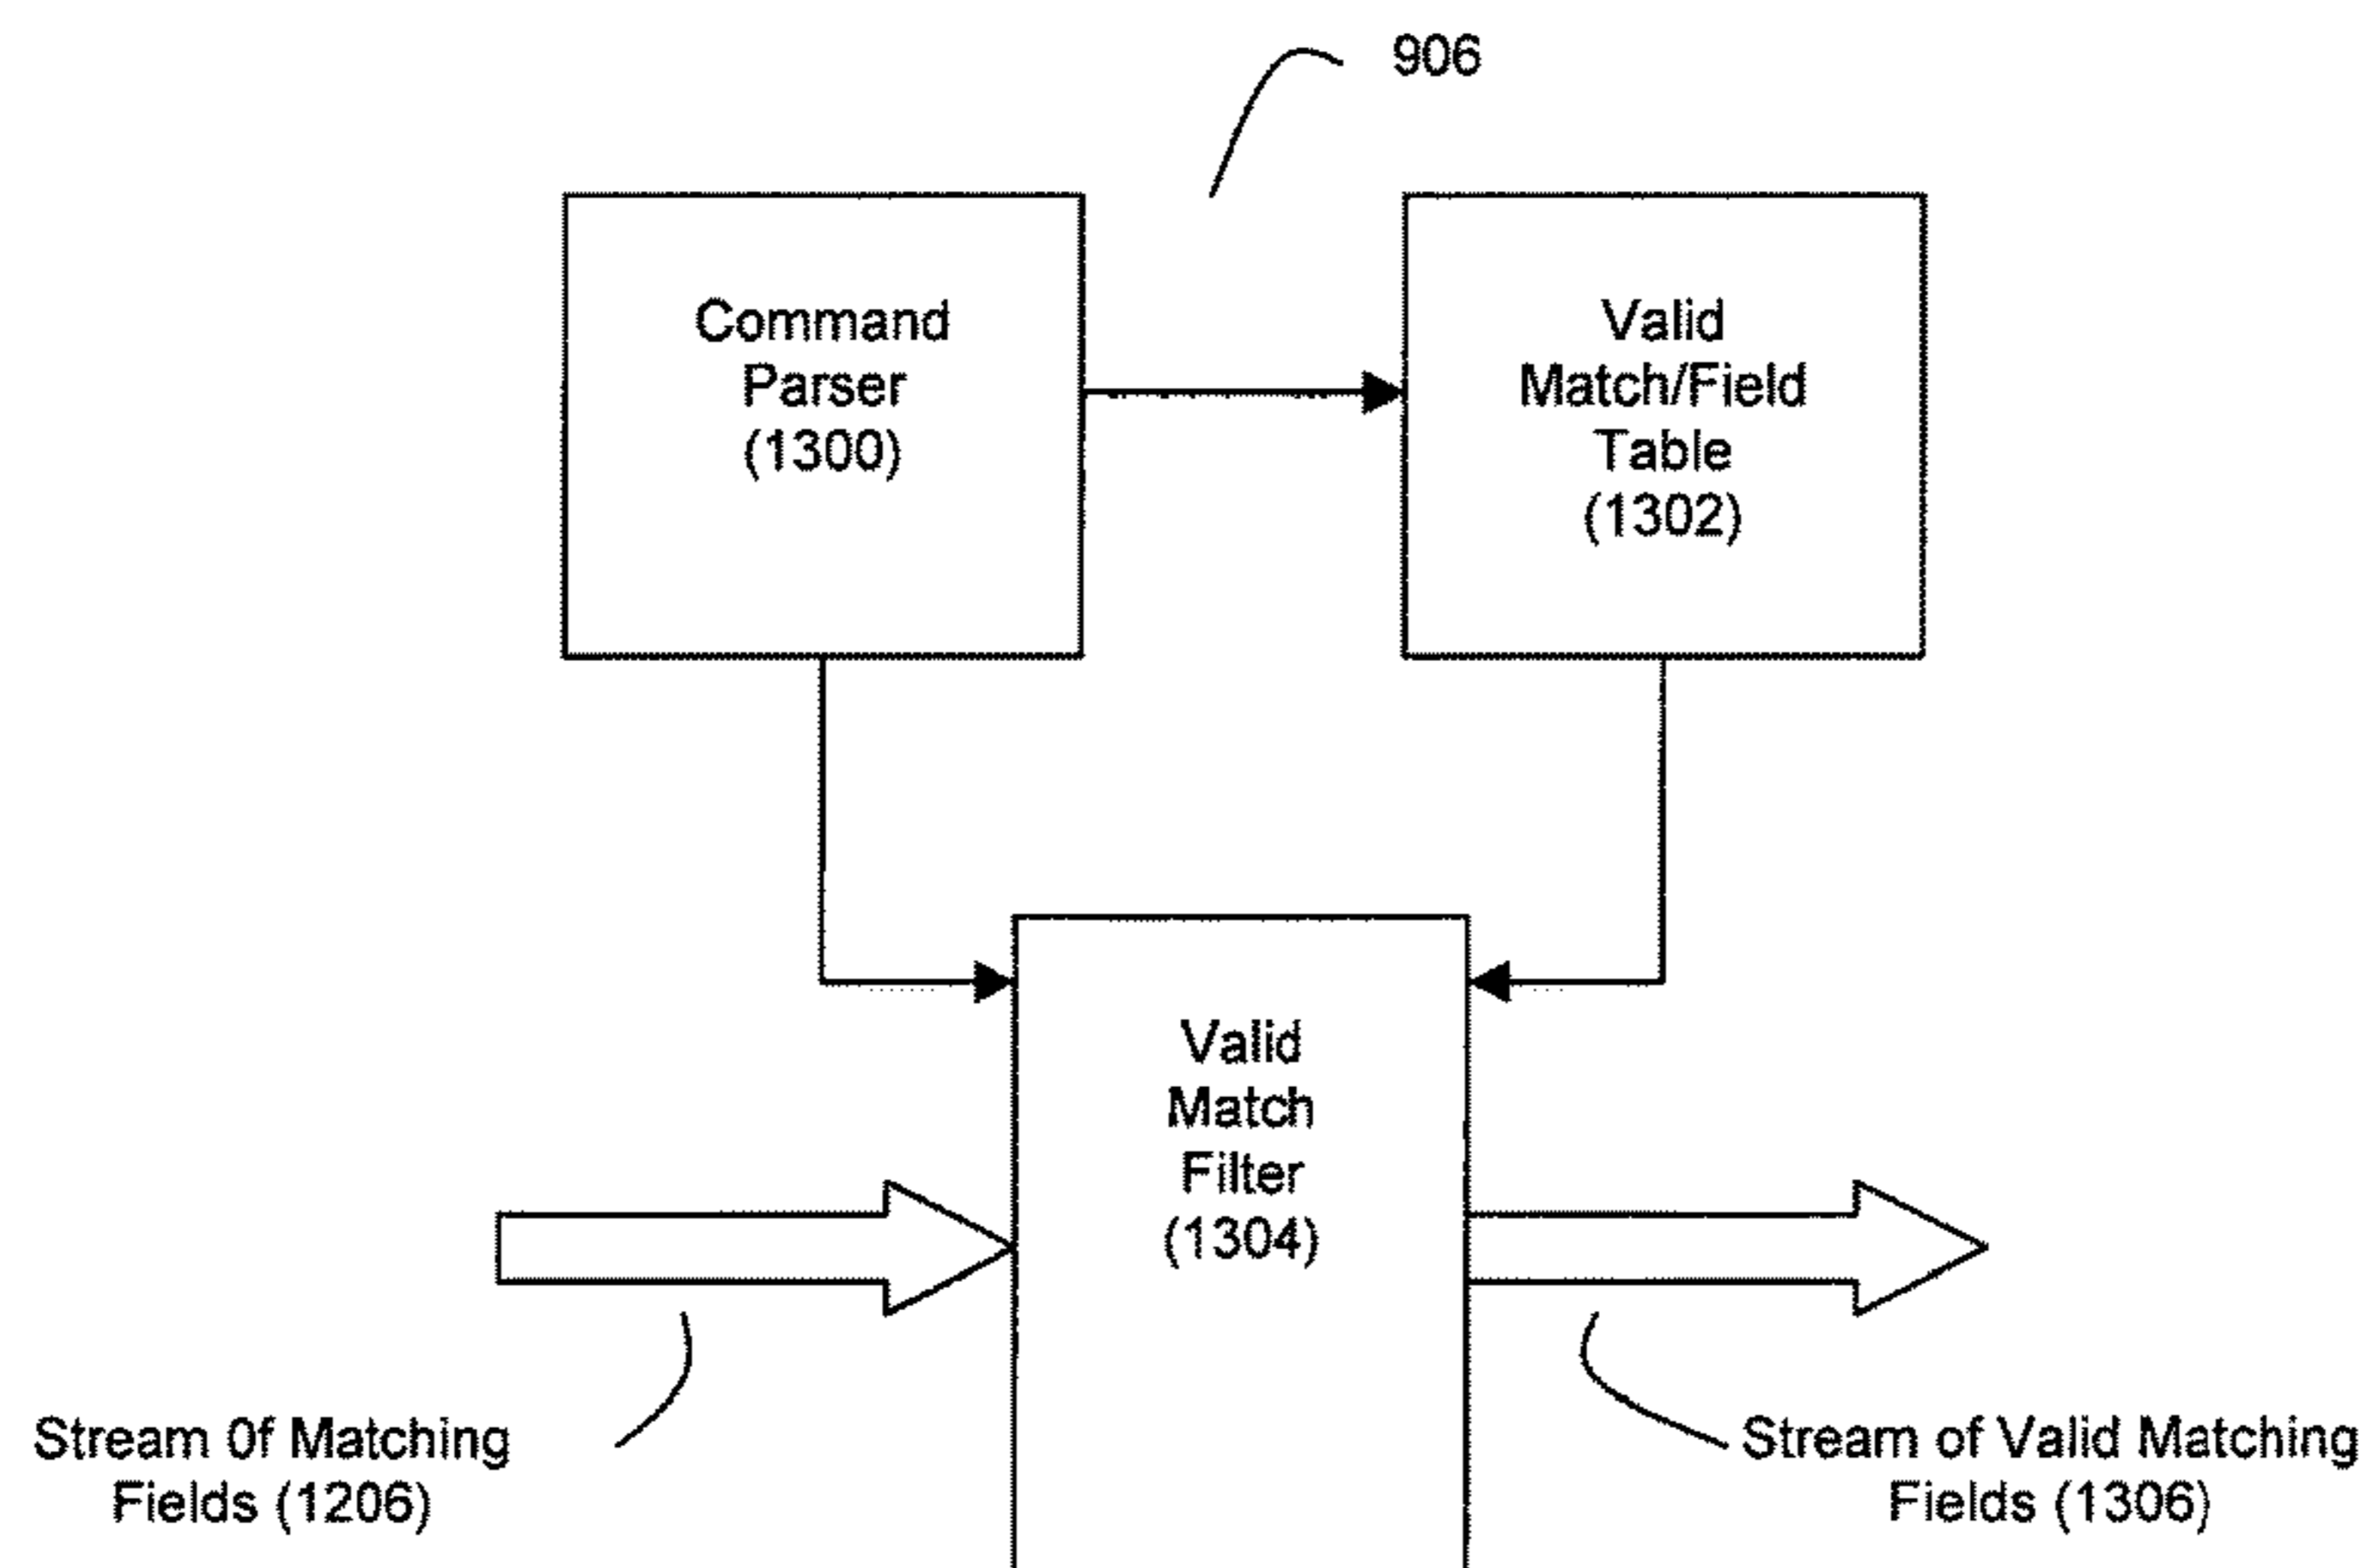 906
Command
Parser
(1300)
Valid
Match/Field
Table
(1302)
Valid
Match
Filter
(1304)
Stream 0f Matching
Fields (1206)
Stream of Valid Matching
Fields (1306)